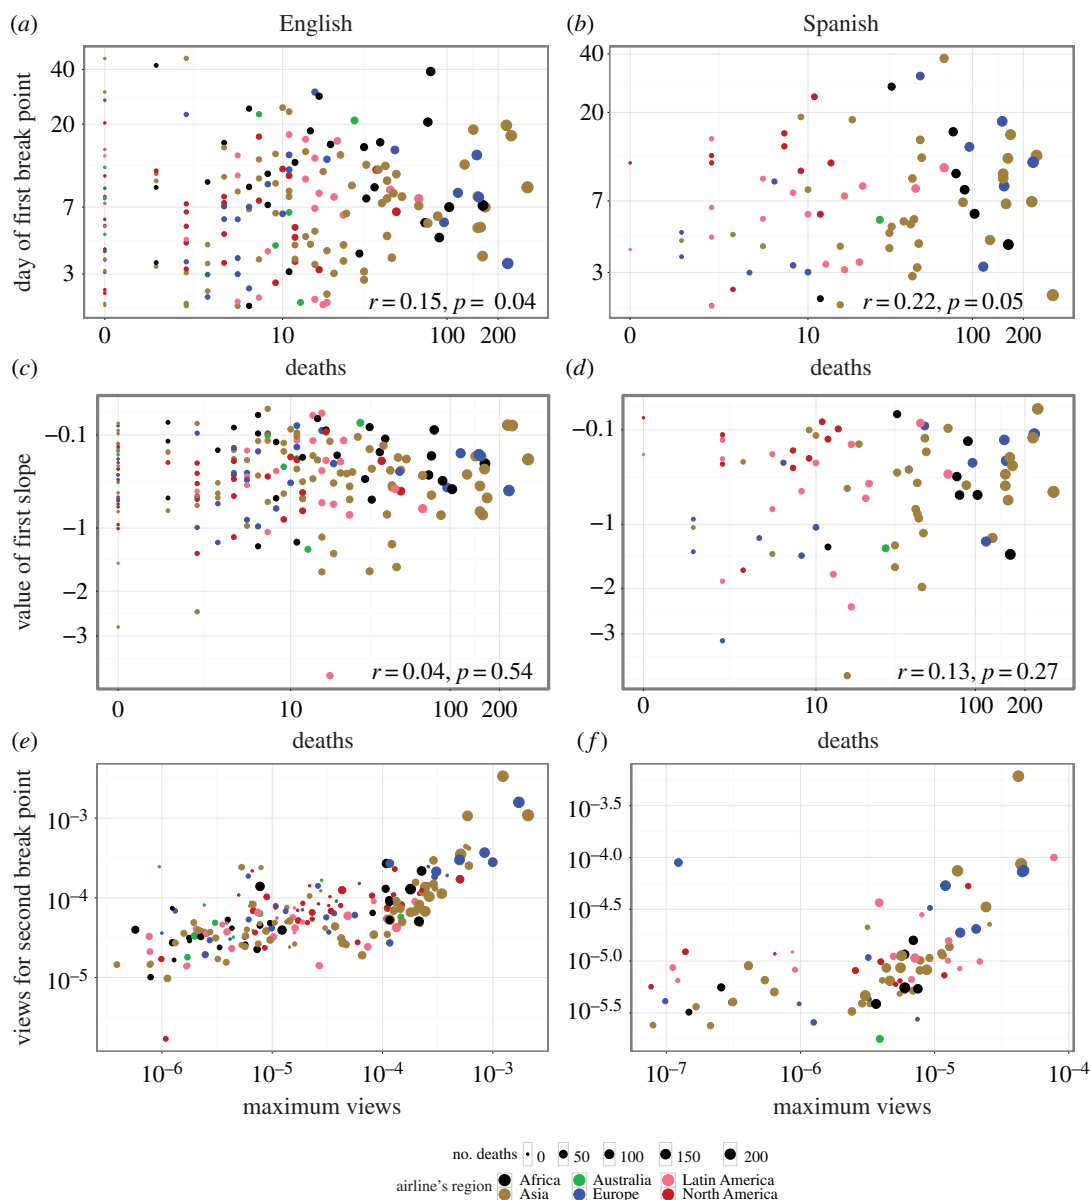 (a) English (b) Spanish
day of first break point
40
20
7
3
r = 0.15, p = 0.04
0 10 100 200
deaths
40
20
7
3
r = 0.22, p = 0.05
0 10 100 200
deaths
(c) (d)
value of first slope
−0.1
−1
−2
−3
r = 0.04, p = 0.54
0 10 100 200
deaths
−0.1
−1
−2
−3
r = 0.13, p = 0.27
0 10 100 200
deaths
(e) (f)
views for second break point
10⁻³
10⁻⁴
10⁻⁵
10⁻⁶ 10⁻⁵ 10⁻⁴ 10⁻³
maximum views
10⁻³·⁵
10⁻⁴·⁰
10⁻⁴·⁵
10⁻⁵·⁰
10⁻⁵·⁵
10⁻⁷ 10⁻⁶ 10⁻⁵ 10⁻⁴
maximum views
no. deaths 0 50 100 150 200
airline's region Africa Australia Latin America
Asia Europe North America